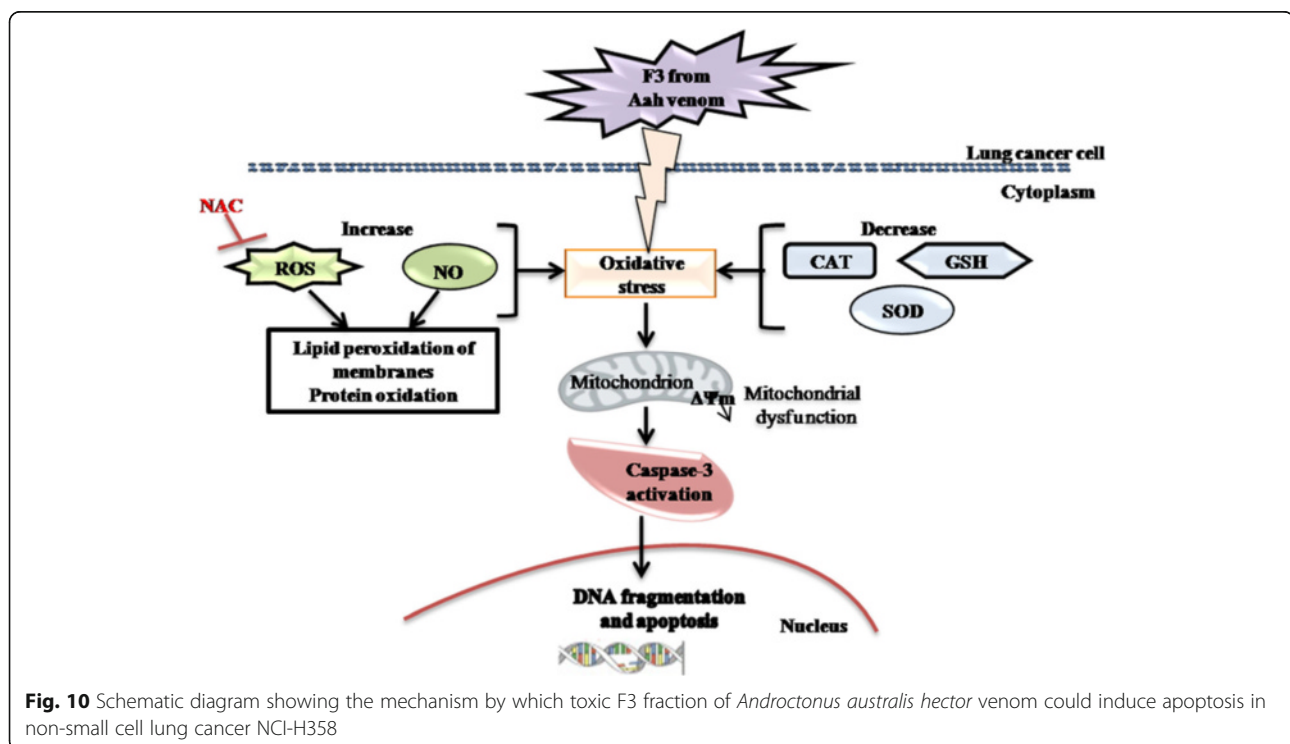 F3 from
Aah venom
Lung cancer cell
Cytoplasm
NAC
Increase
Decrease
ROS
NO
Oxidative
stress
CAT
GSH
SOD
Lipid peroxidation of
membranes
Protein oxidation
Mitochondrion
ΔΨm
Mitochondrial
dysfunction
Caspase-3
activation
DNA fragmentation
and apoptosis
Nucleus
Fig. 10 Schematic diagram showing the mechanism by which toxic F3 fraction of Androctonus australis hector venom could induce apoptosis in
non-small cell lung cancer NCI-H358